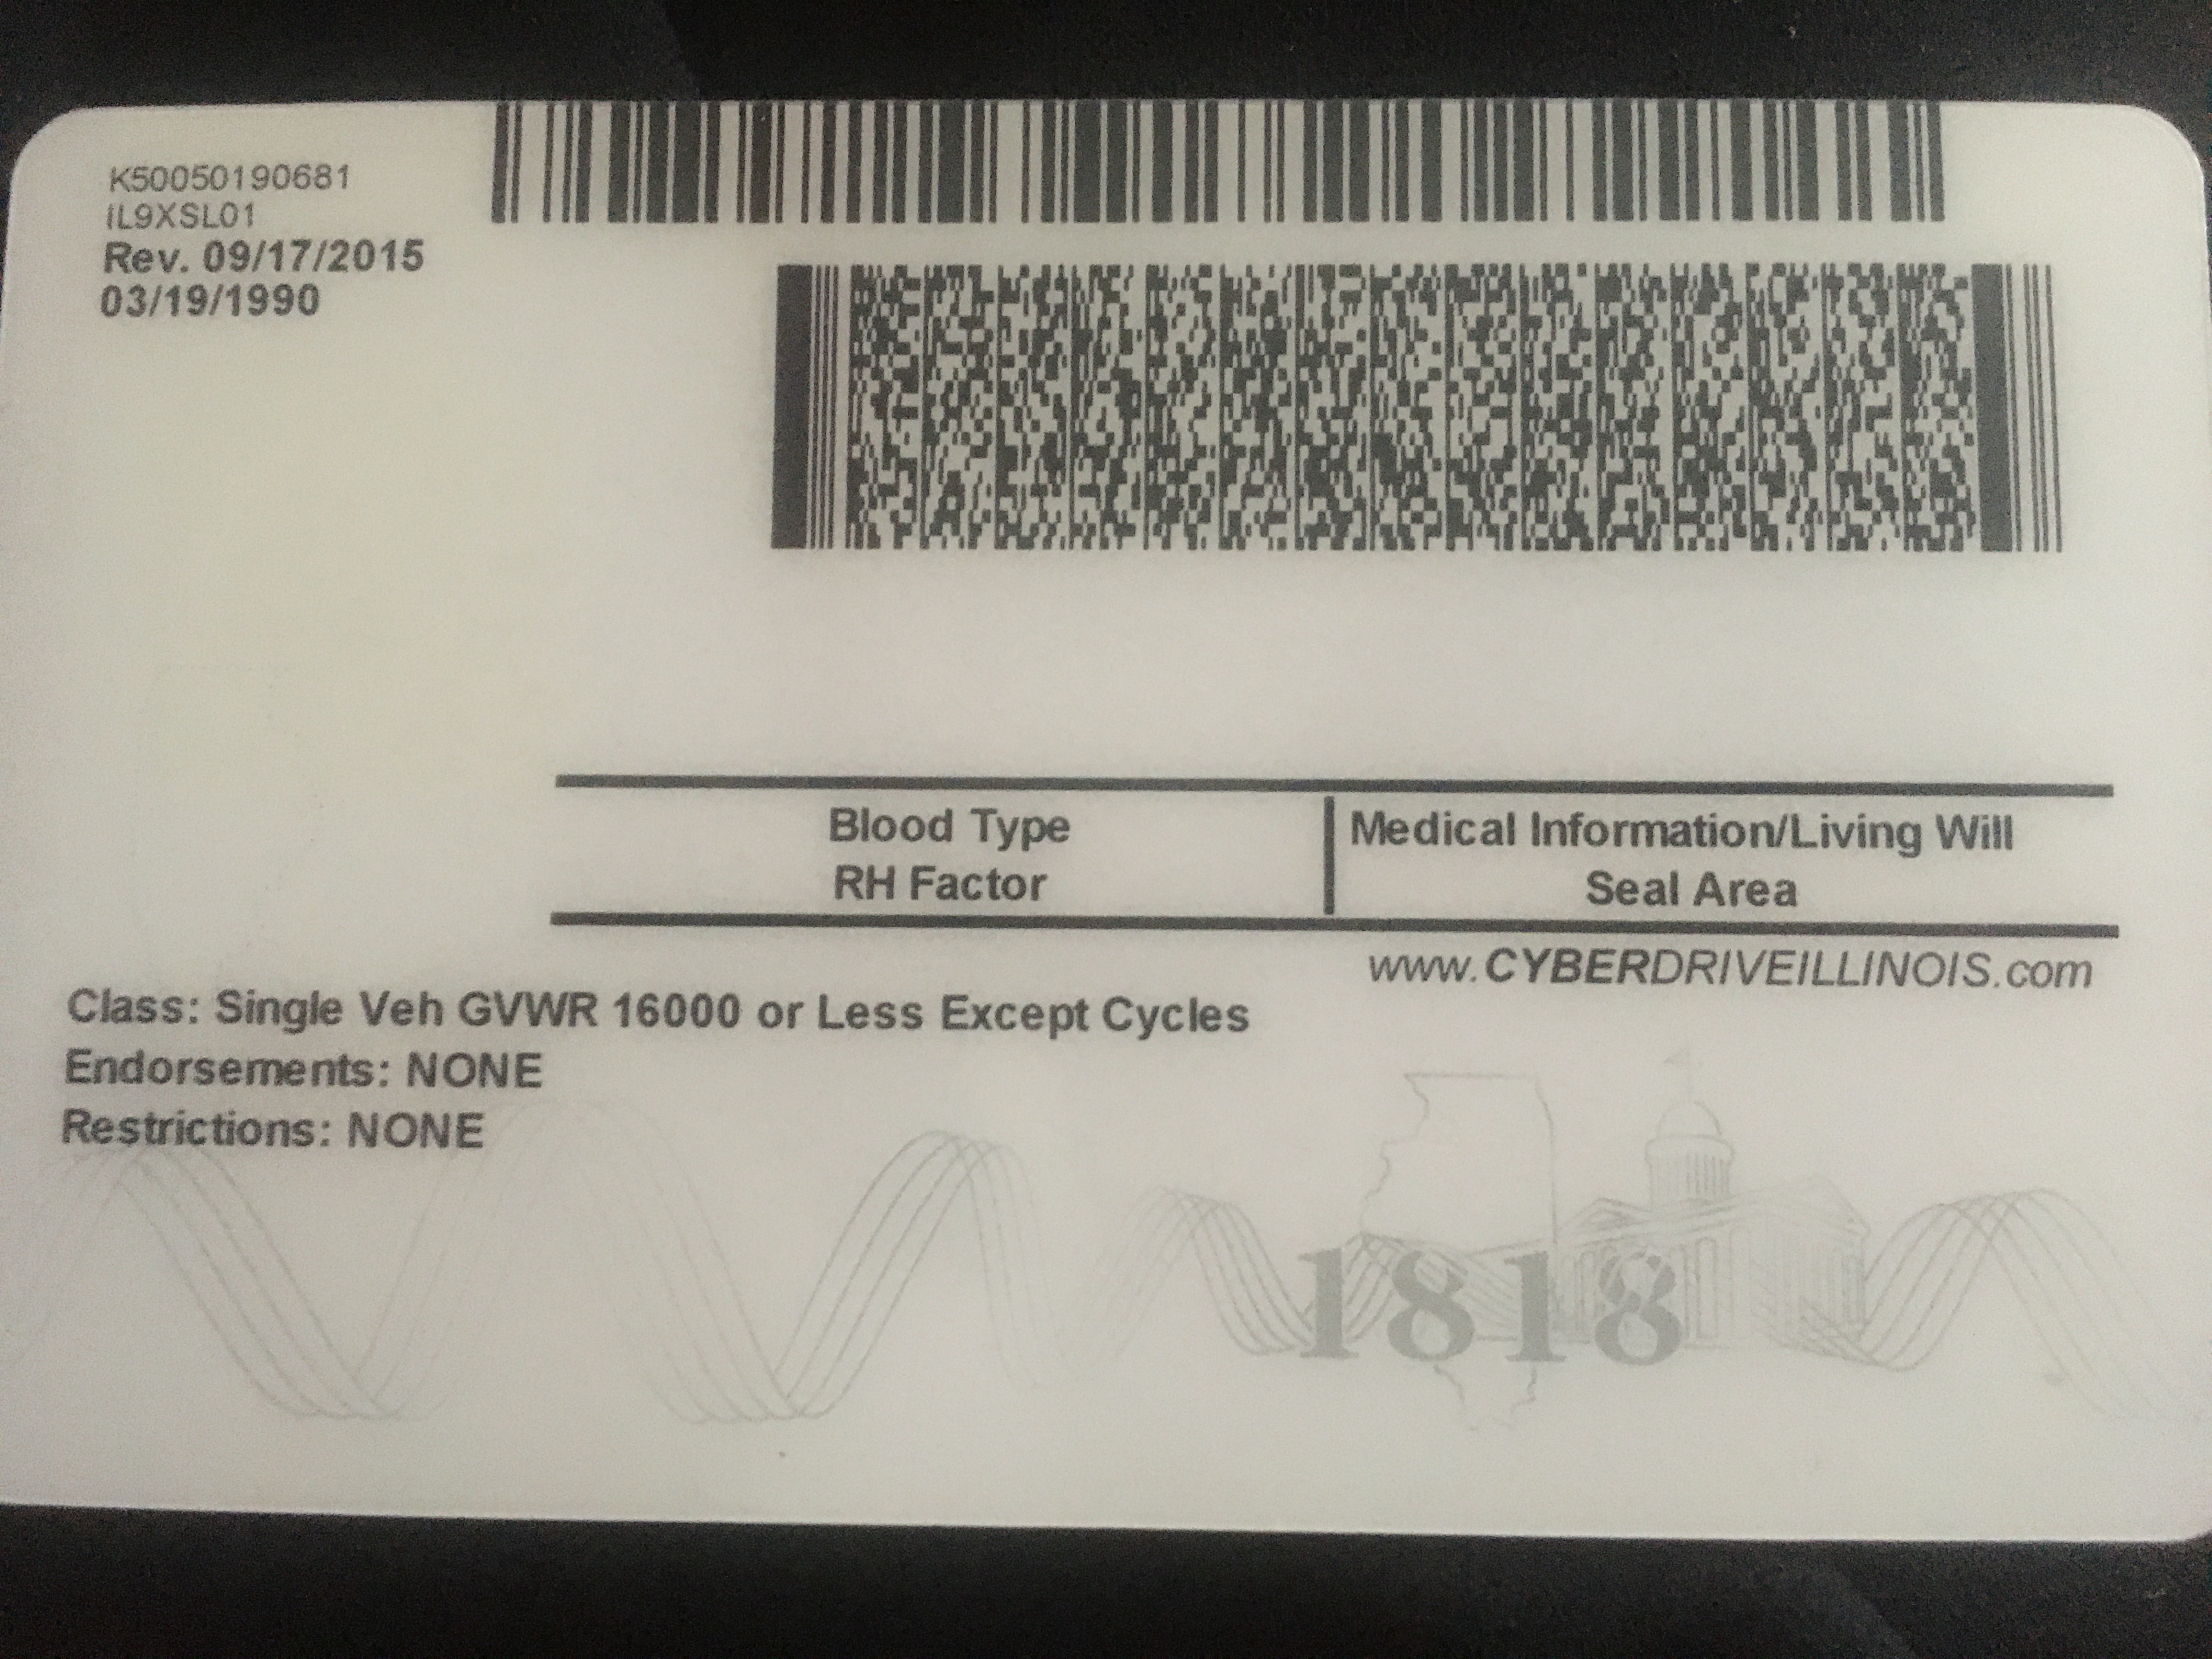 K50050190681
IL9XSL01
Rev. 09/17/2015
03/19/1990
Blood Type
RH Factor
Medical Information/Living Will
Seal Area
www.CYBERDRIVEILLINOIS.com
Class: Single Veh GVWR 16000 or Less Except Cycles
Endorsements: NONE
Restrictions: NONE
1818